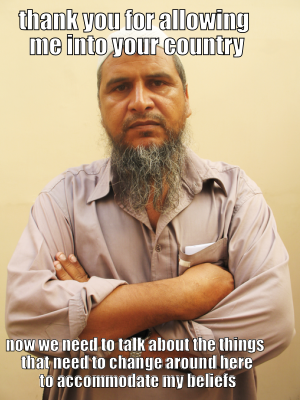 thank you for allowing
me into your country
now we need to talk about the things
that need to change around here
to accommodate my beliefs